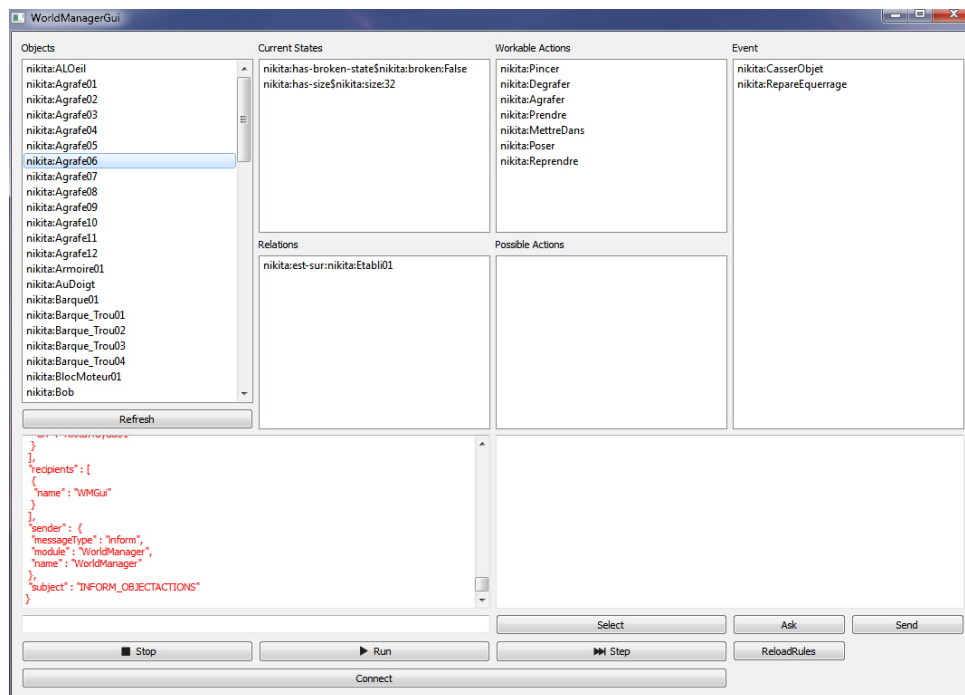 WorldManagerGui
Objects
nikita:ALOeil
nikita:Agrafe01
nikita:Agrafe02
nikita:Agrafe03
nikita:Agrafe04
nikita:Agrafe05
nikita:Agrafe06
nikita:Agrafe07
nikita:Agrafe08
nikita:Agrafe09
nikita:Agrafe10
nikita:Agrafe11
nikita:Agrafe12
nikita:Armoire01
nikita:AuDoigt
nikita:Barque01
nikita:Barque_Trou01
nikita:Barque_Trou02
nikita:Barque_Trou03
nikita:Barque_Trou04
nikita:BlocMoteur01
nikita:Bob
Refresh
Current States
nikita:has-broken-state$nikita:broken:False
nikita:has-size$nikita:size:32
Relations
nikita:est-sur:nikita:Etabli01
Workable Actions
nikita:Pincer
nikita:Degrafer
nikita:Agrafer
nikita:Prendre
nikita:MettreDans
nikita:Poser
nikita:Reprendre
Possible Actions
Event
nikita:CasserObjet
nikita:RepareEquerrage
}
],
"recipients" : [
{
"name" : "WMGui"
}
],
"sender" : {
"messageType" : "inform",
"module" : "WorldManager",
"name" : "WorldManager"
},
"subject" : "INFORM_OBJECTACTIONS"
}
Select
Ask
Send
Stop
Run
Step
ReloadRules
Connect